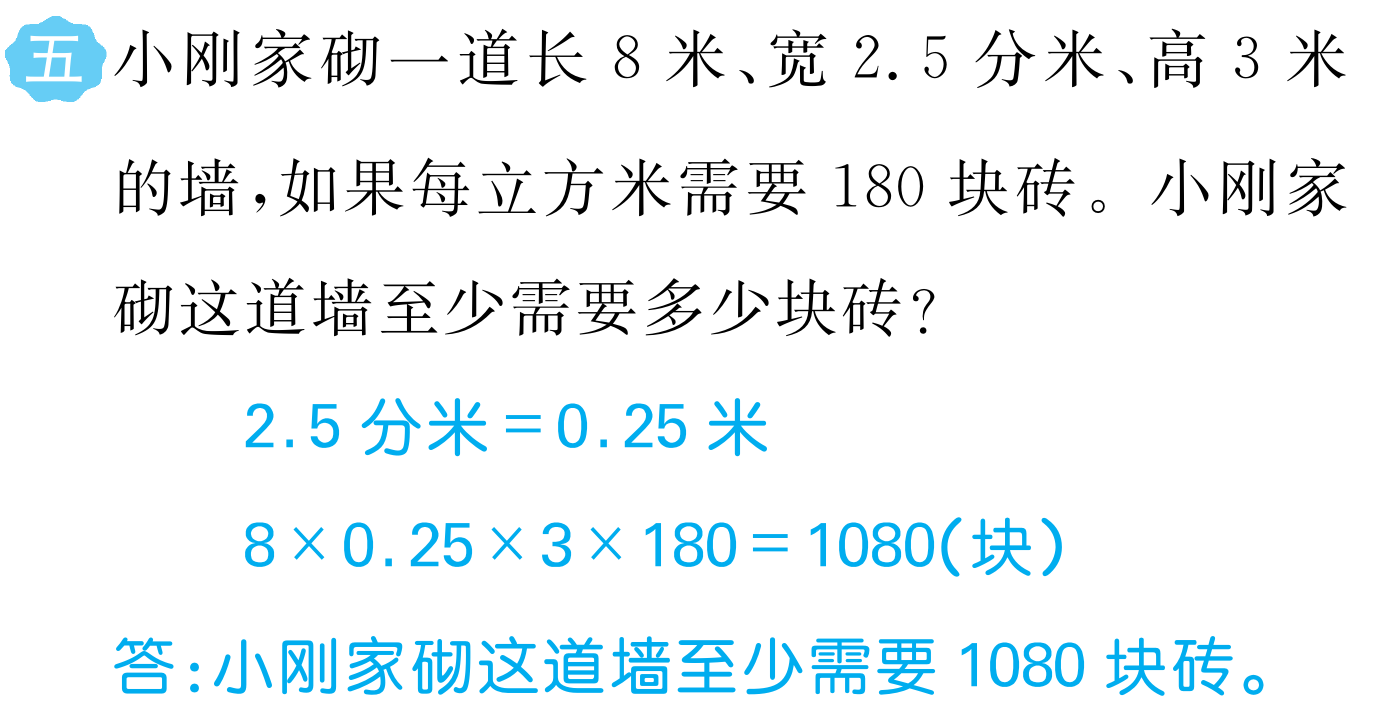 五 小刚家砌一道长 8 米、宽 2.5 分米、高 3 米
的墙,如果每立方米需要 180 块砖。小刚家
砌这道墙至少需要多少块砖?
2.5 分米=0.25 米
8×0.25×3×180=1080(块)
答:小刚家砌这道墙至少需要 1080 块砖。